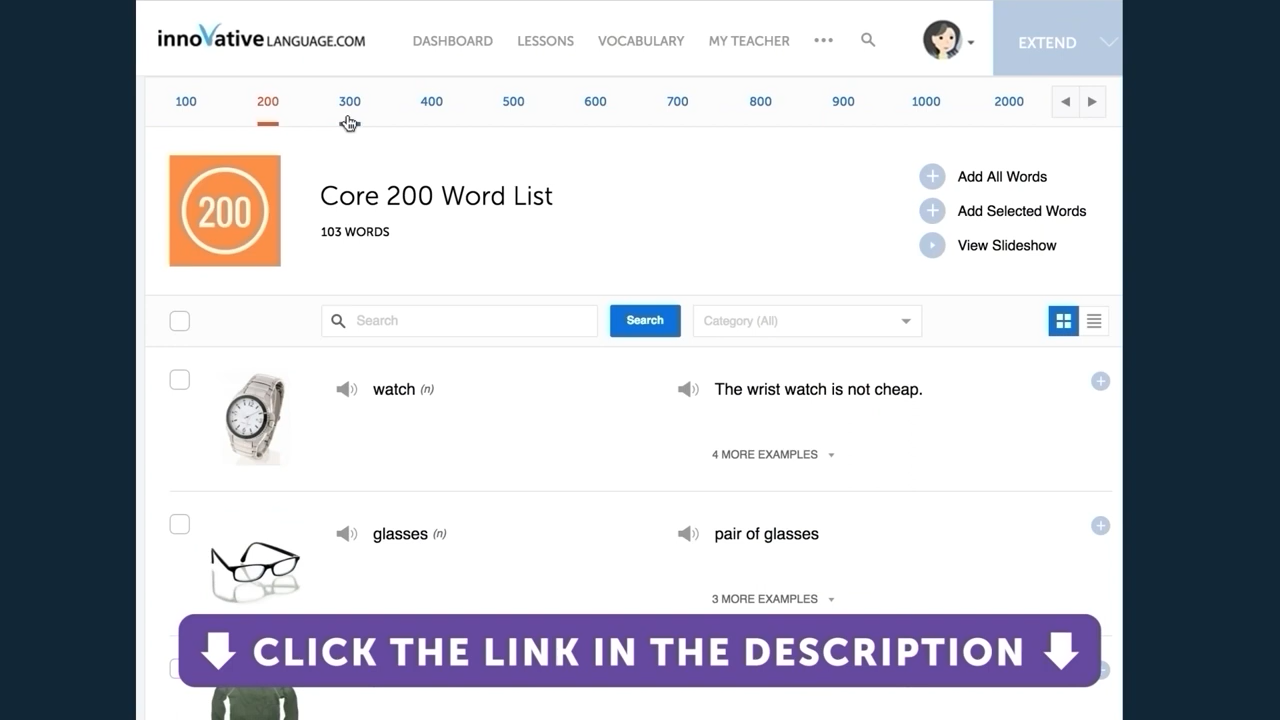 innoVative LANGUAGE.COM
DASHBOARD LESSONS VOCABULARY MY TEACHER ••• EXTEND
100 200 300 400 500 600 700 800 900 1000 2000
200
Core 200 Word List
103 WORDS
Add All Words
Add Selected Words
View Slideshow
Search Search Category (All)
watch (n) The wrist watch is not cheap.
4 MORE EXAMPLES
glasses (n) pair of glasses
3 MORE EXAMPLES
CLICK THE LINK IN THE DESCRIPTION